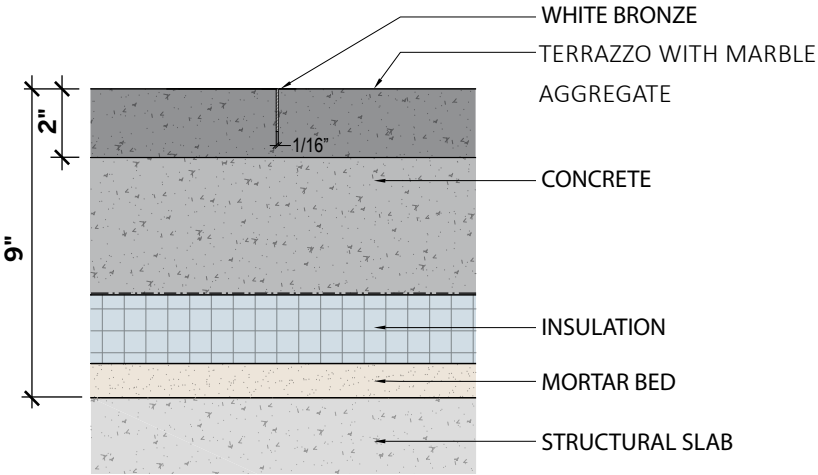 WHITE BRONZE
TERRAZZO WITH MARBLE
AGGREGATE
2"
1/16”
CONCRETE
9"
INSULATION
MORTAR BED
STRUCTURAL SLAB